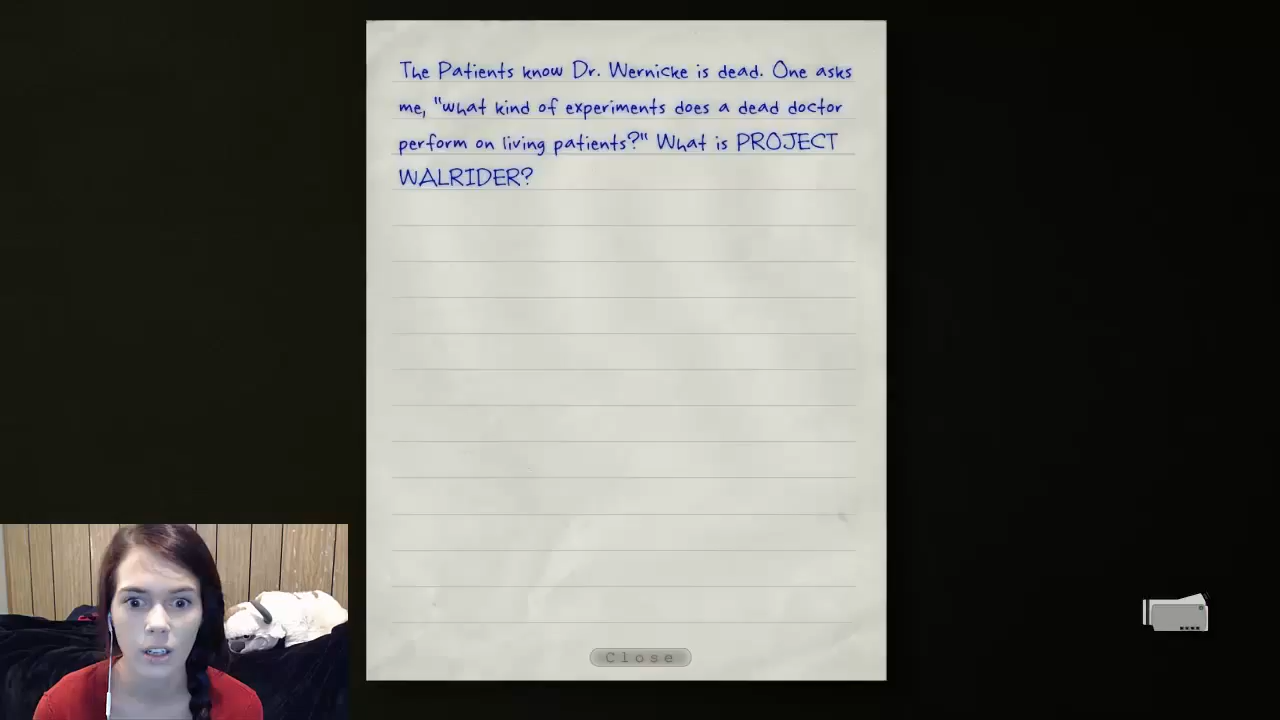 The Patients know Dr. Wernicke is dead. One asks
me, "what kind of experiments does a dead doctor
perform on living patients?" What is PROJECT
WALRIDER?
Close